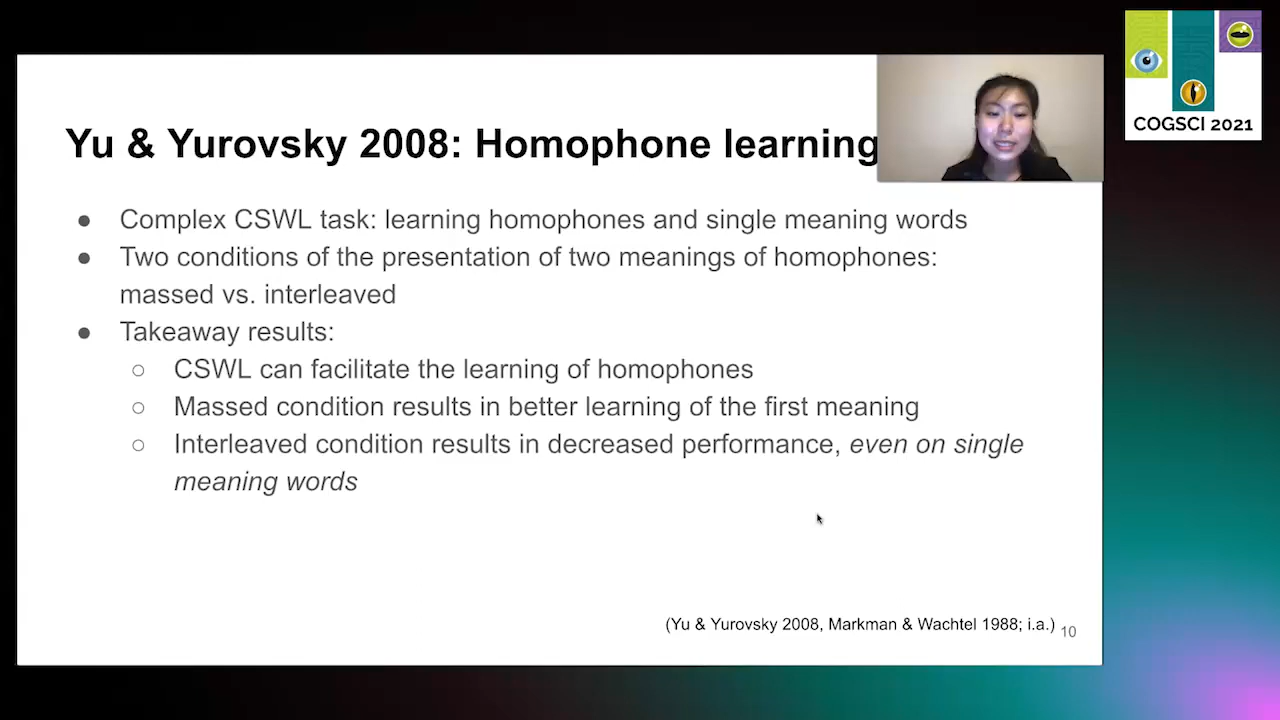 COGSCI 2021
Yu & Yurovsky 2008: Homophone learning
● Complex CSWL task: learning homophones and single meaning words
● Two conditions of the presentation of two meanings of homophones:
massed vs. interleaved
● Takeaway results:
○ CSWL can facilitate the learning of homophones
○ Massed condition results in better learning of the first meaning
○ Interleaved condition results in decreased performance, even on single
meaning words
(Yu & Yurovsky 2008, Markman & Wachtel 1988; i.a.)
10